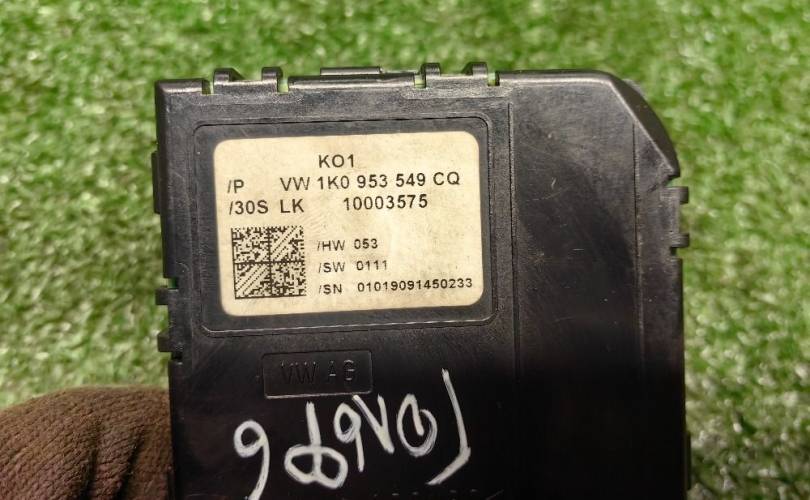 KO1
/P VW 1K0 953 549 CQ
/30S LK 10003575
/HW 053
/SW 0111
/SN 01019091450233
VW AG